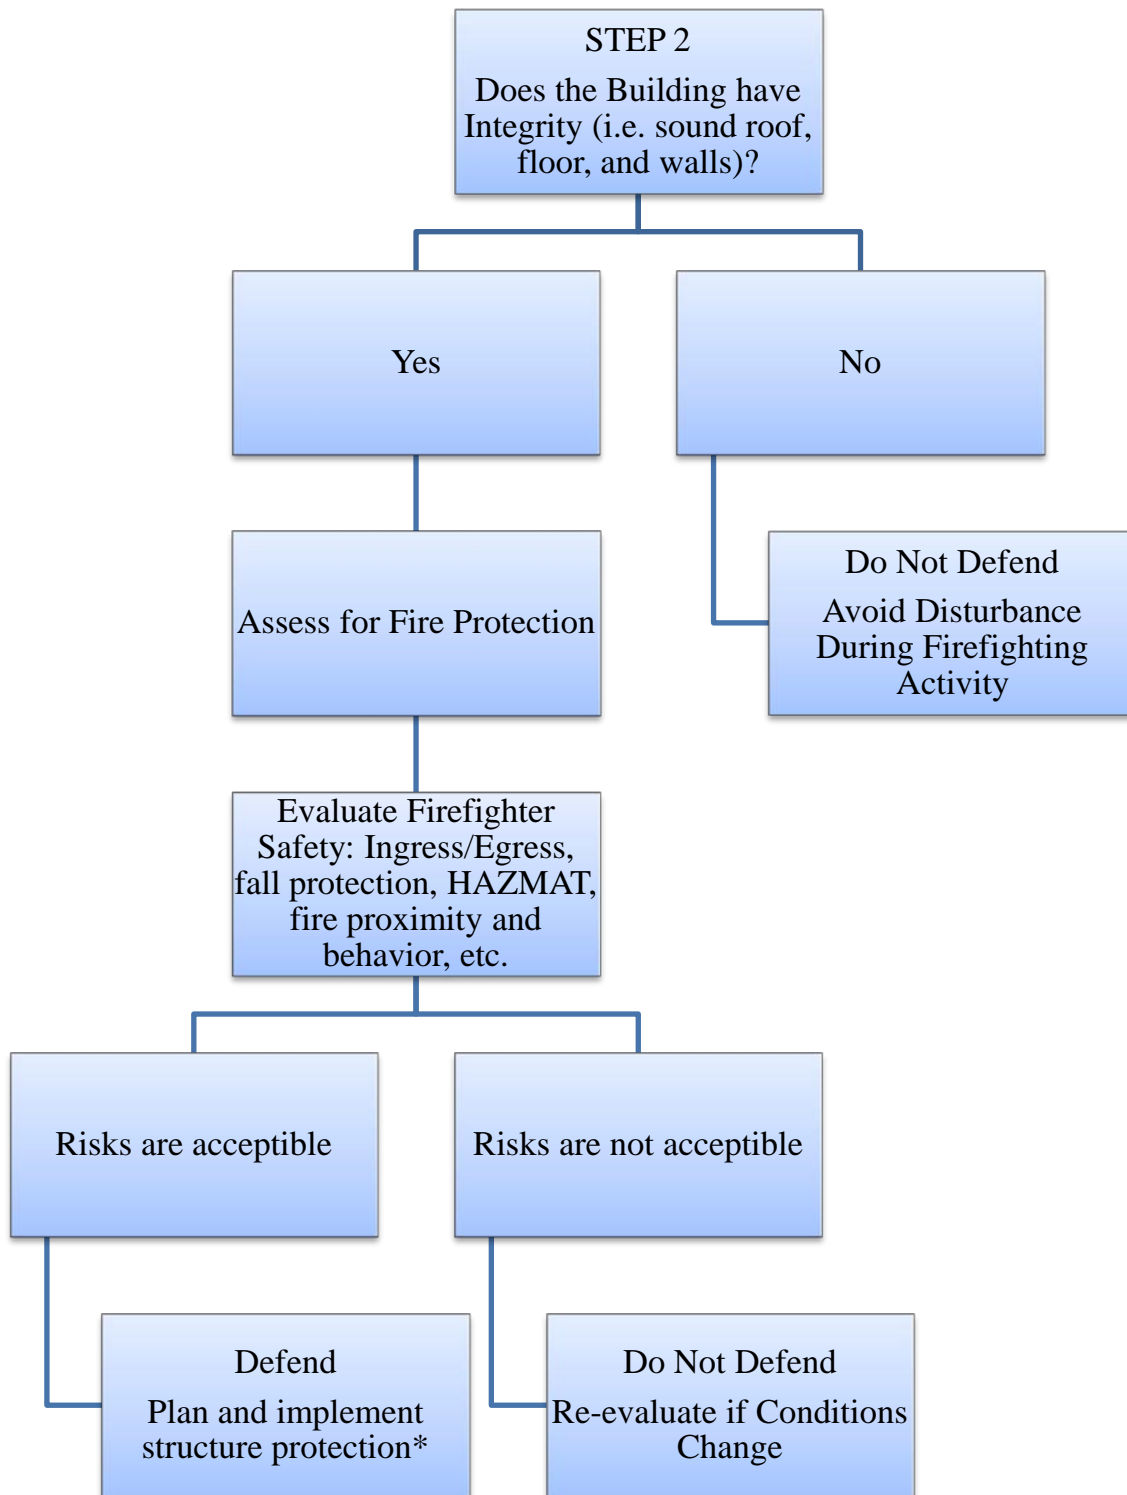 STEP 2
Does the Building have
Integrity (i.e. sound roof,
floor, and walls)?
Yes
No
Assess for Fire Protection
Do Not Defend
Avoid Disturbance
During Firefighting
Activity
Evaluate Firefighter
Safety: Ingress/Egress,
fall protection, HAZMAT,
fire proximity and
behavior, etc.
Risks are acceptible
Risks are not acceptible
Defend
Plan and implement
structure protection*
Do Not Defend
Re-evaluate if Conditions
Change